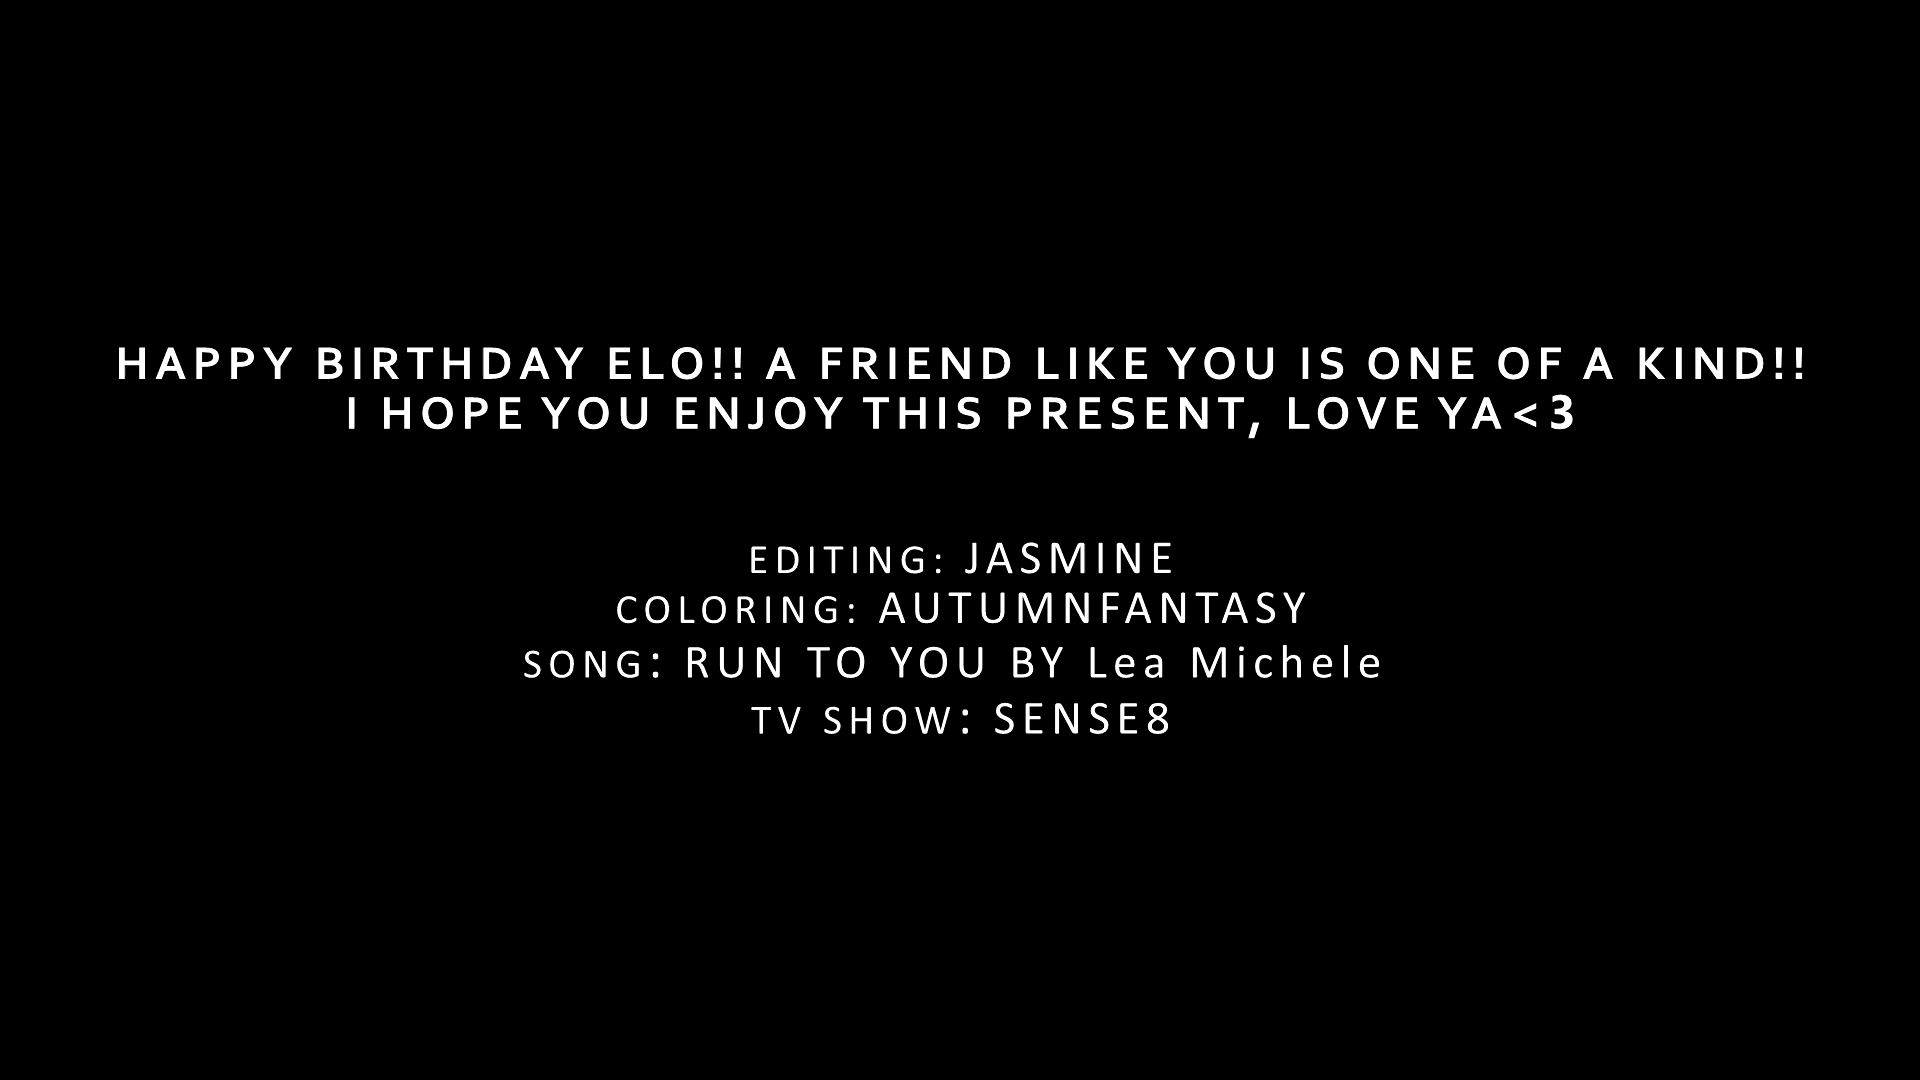 HAPPY BIRTHDAY ELO!! A FRIEND LIKE YOU IS ONE OF A KIND!!
I HOPE YOU ENJOY THIS PRESENT, LOVE YA<3
EDITING: JASMINE
COLORING: AUTUMNFANTASY
SONG: RUN TO YOU BY Lea Michele
TV SHOW: SENSE8